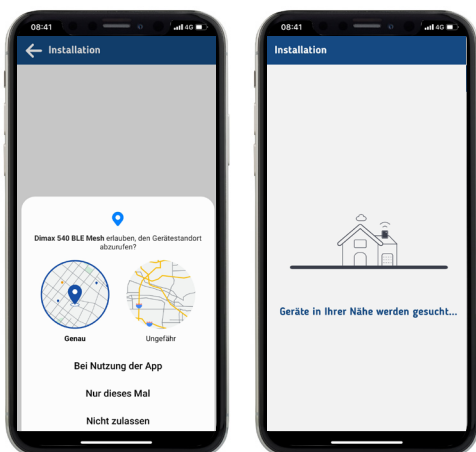 08:41
4G
Installation
Dimax 540 BLE Mesh erlauben, den Gerätestandort
abzurufen?
Genau
Ungefähr
Bei Nutzung der App
Nur dieses Mal
Nicht zulassen
08:41
4G
Installation
Geräte in Ihrer Nähe werden gesucht...